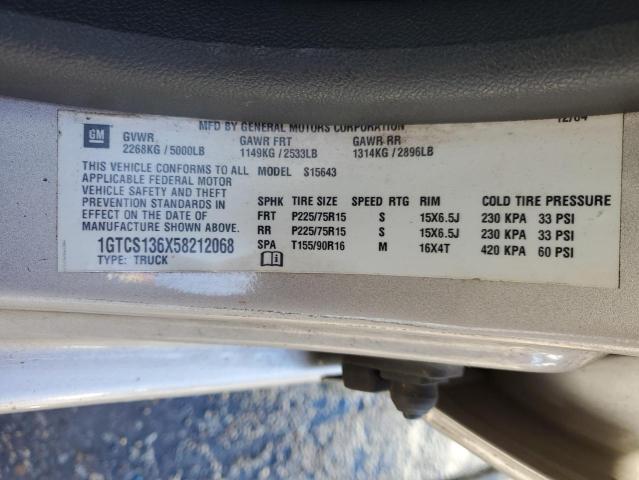 MFD BY GENERAL MOTORS CORPORATION 12/04
GM GVWR GAWR FRT GAWR RR
2268KG / 5000LB 1149KG / 2533LB 1314KG / 2896LB
THIS VEHICLE CONFORMS TO ALL MODEL S15643
APPLICABLE FEDERAL MOTOR
VEHICLE SAFETY AND THEFT
PREVENTION STANDARDS
IN EFFECT ON THE DATE OF
MANUFACTURE SHOWN ABOVE.
1GTCS136X58212068
TYPE: TRUCK
SPHK TIRE SIZE SPEED RTG RIM COLD TIRE PRESSURE
FRT P225/75R15 S 15X6.5J 230 KPA 33 PSI
RR P225/75R15 S 15X6.5J 230 KPA 33 PSI
SPA T155/90R16 M 16X4T 420 KPA 60 PSI